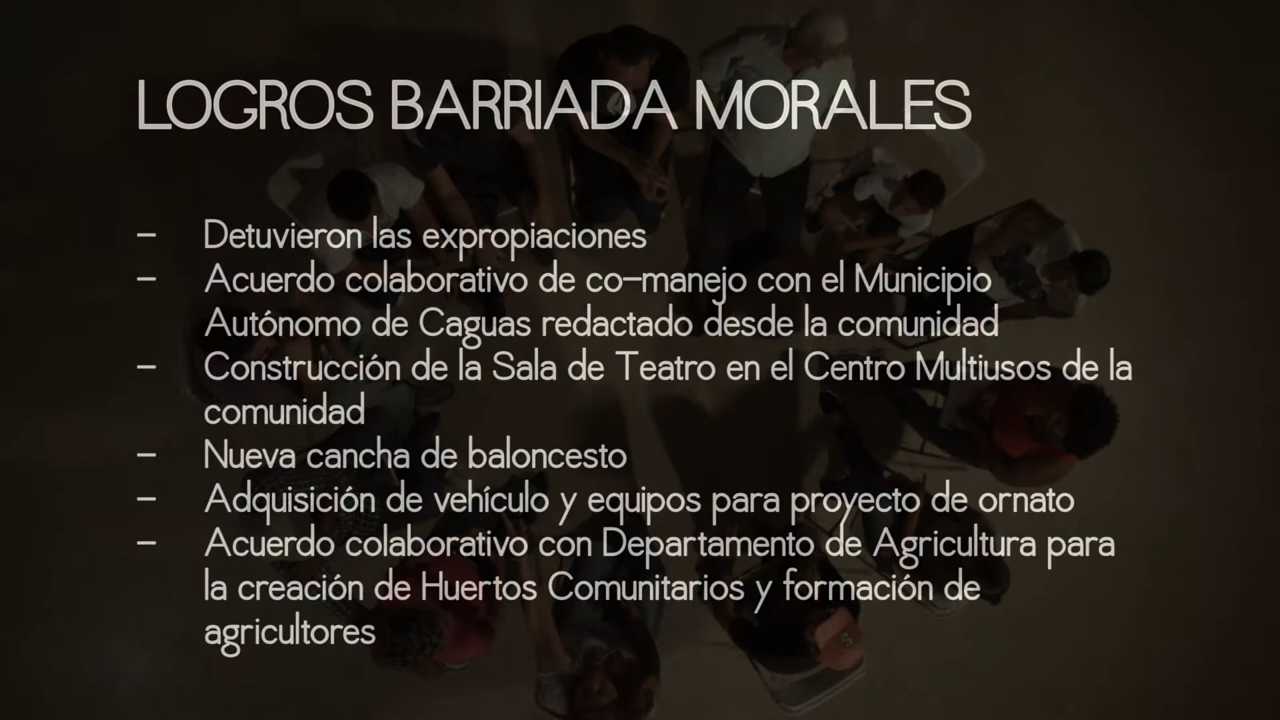 LOGROS BARRIADA MORALES
- Detuvieron las expropiaciones
- Acuerdo colaborativo de co-manejo con el Municipio
Autónomo de Caguas redactado desde la comunidad
- Construcción de la Sala de Teatro en el Centro Multiusos de la
comunidad
- Nueva cancha de baloncesto
- Adquisición de vehículo y equipos para proyecto de ornato
- Acuerdo colaborativo con Departamento de Agricultura para
la creación de Huertos Comunitarios y formación de
agricultores